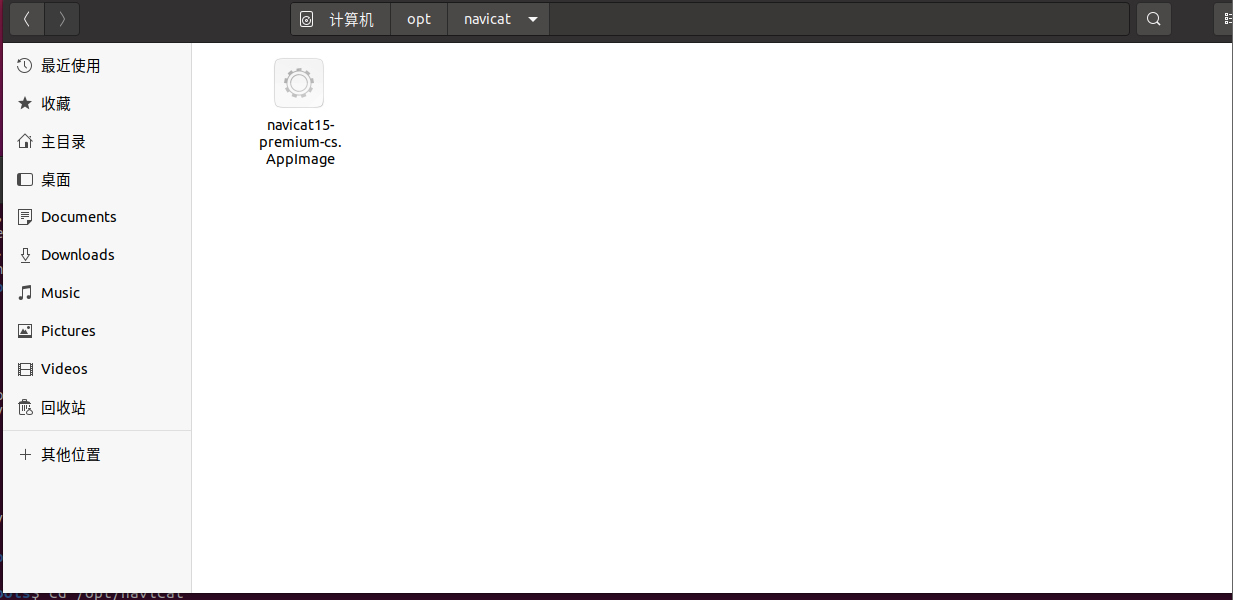 计算机 opt navicat
最近使用
收藏
主目录
桌面
Documents
Downloads
Music
Pictures
Videos
回收站
其他位置
navicat15-
premium-cs.
AppImage
$ cd /opt/navicat